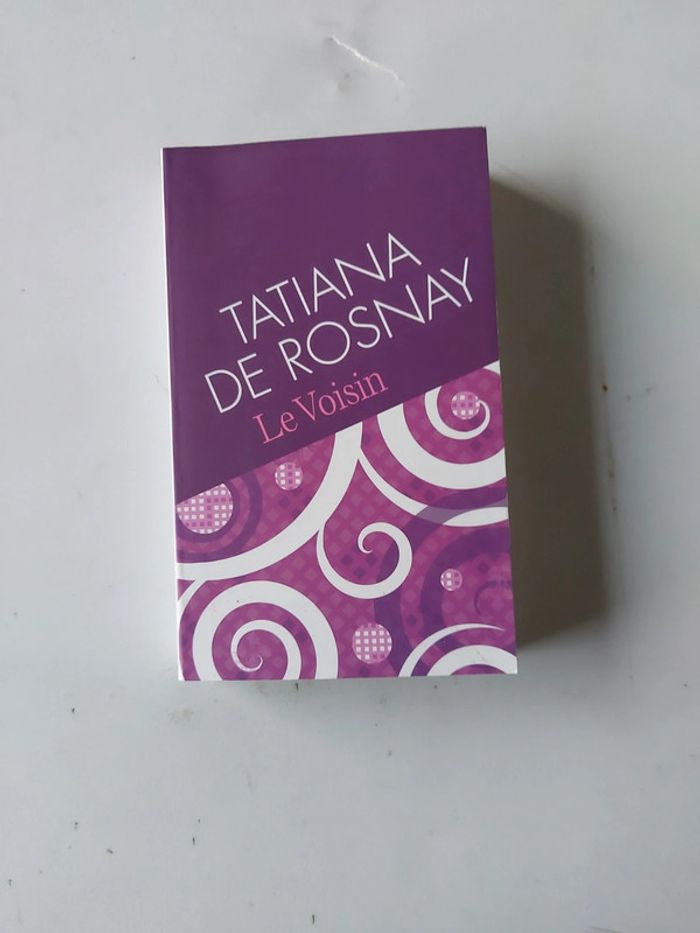 TATIANA
DE ROSNAY
Le Voisin